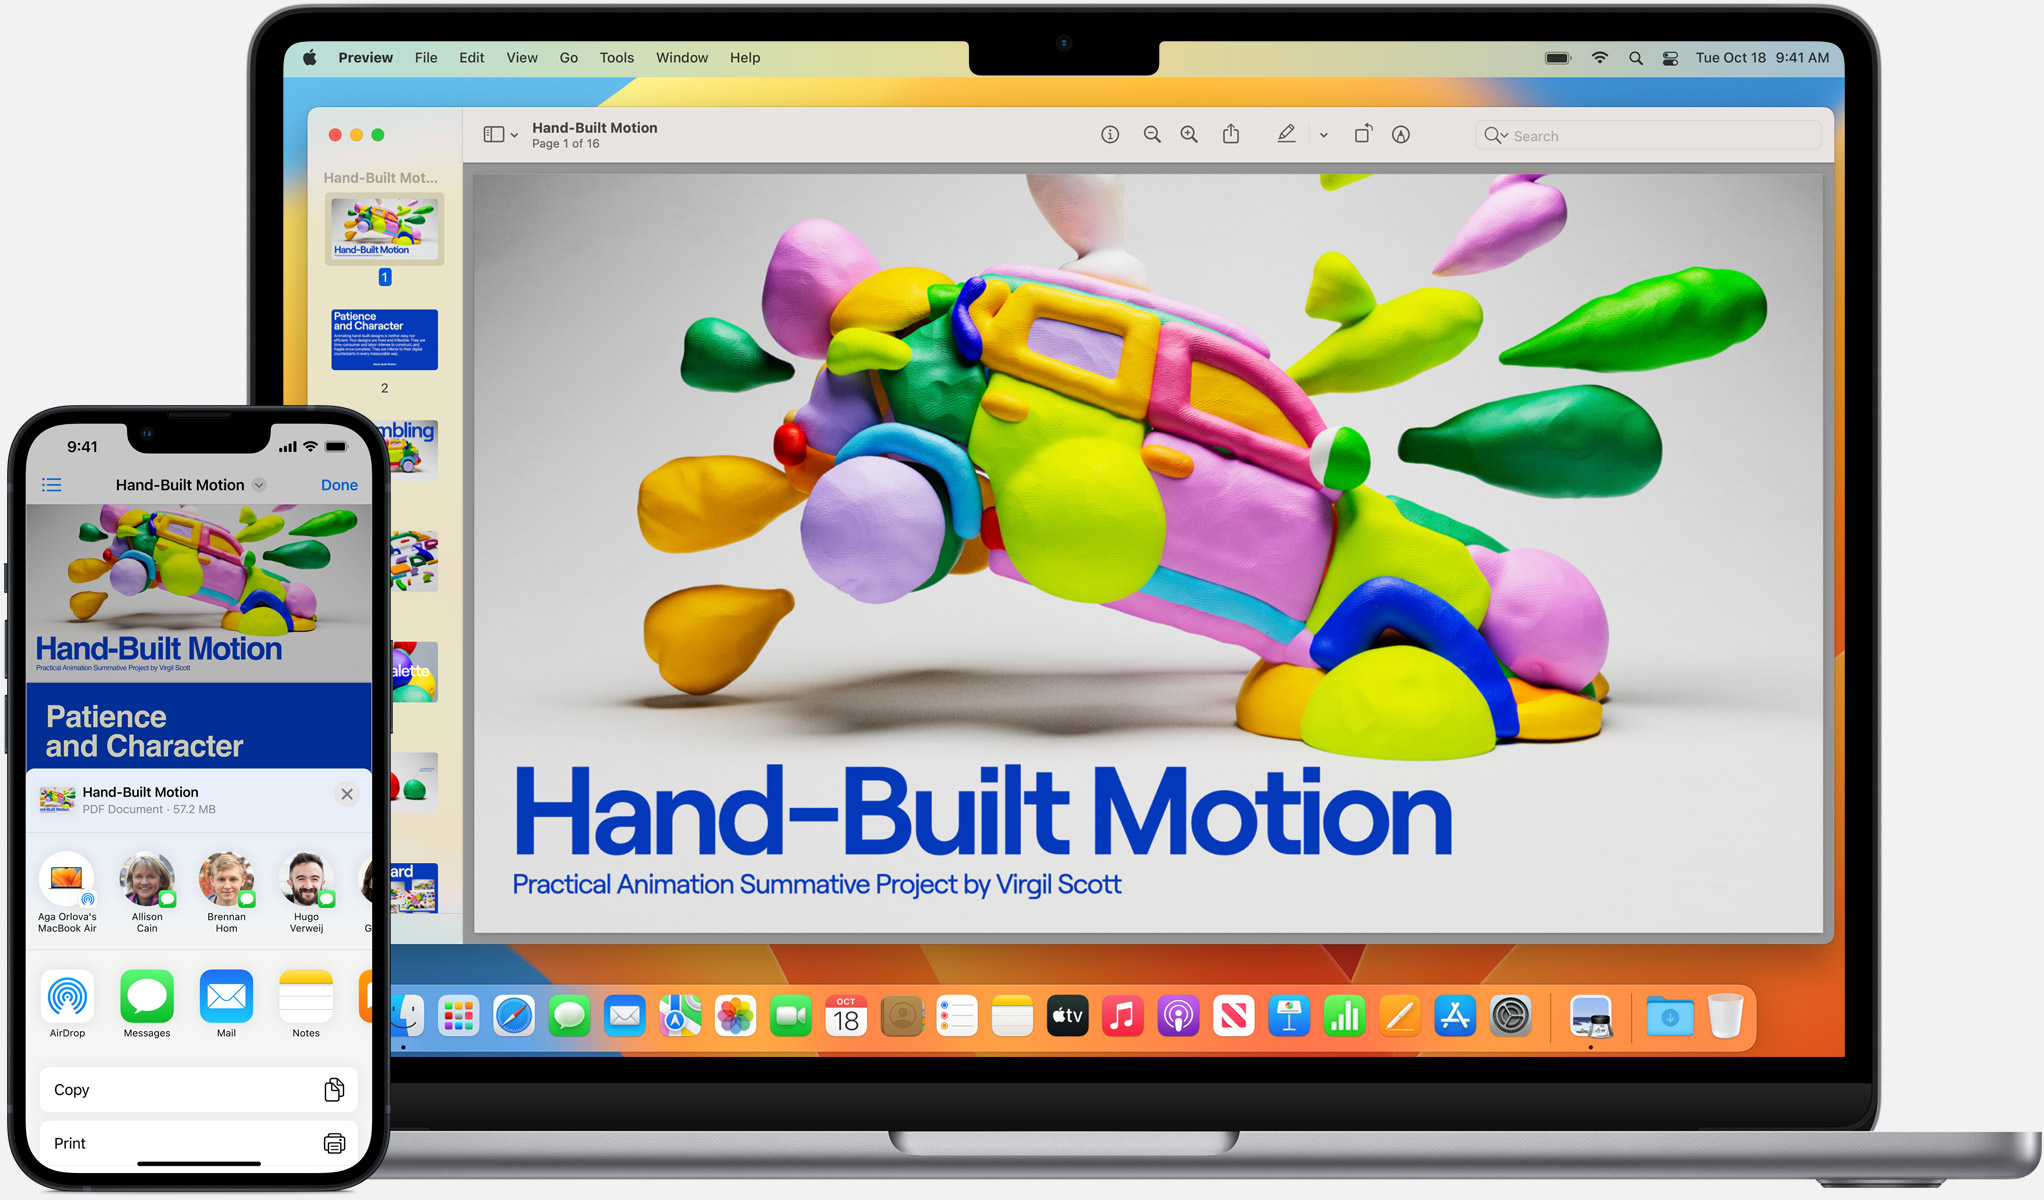 Preview File Edit View Go Tools Window Help
Tue Oct 18 9:41 AM
Hand-Built Motion
Page 1 of 16
Search
Hand-Built Mot...
Hand-Built Motion
1
Patience
and Character
2
mbling
alette
ard
Hand-Built Motion
Practical Animation Summative Project by Virgil Scott
OCT
18
tv
9:41
Hand-Built Motion
Done
Hand-Built Motion
Practical Animation Summative Project by Virgil Scott
Patience
and Character
Hand-Built Motion
PDF Document · 57.2 MB
Aga Orlova's
MacBook Air
Allison
Cain
Brennan
Hom
Hugo
Verweij
G
AirDrop
Messages
Mail
Notes
Copy
Print